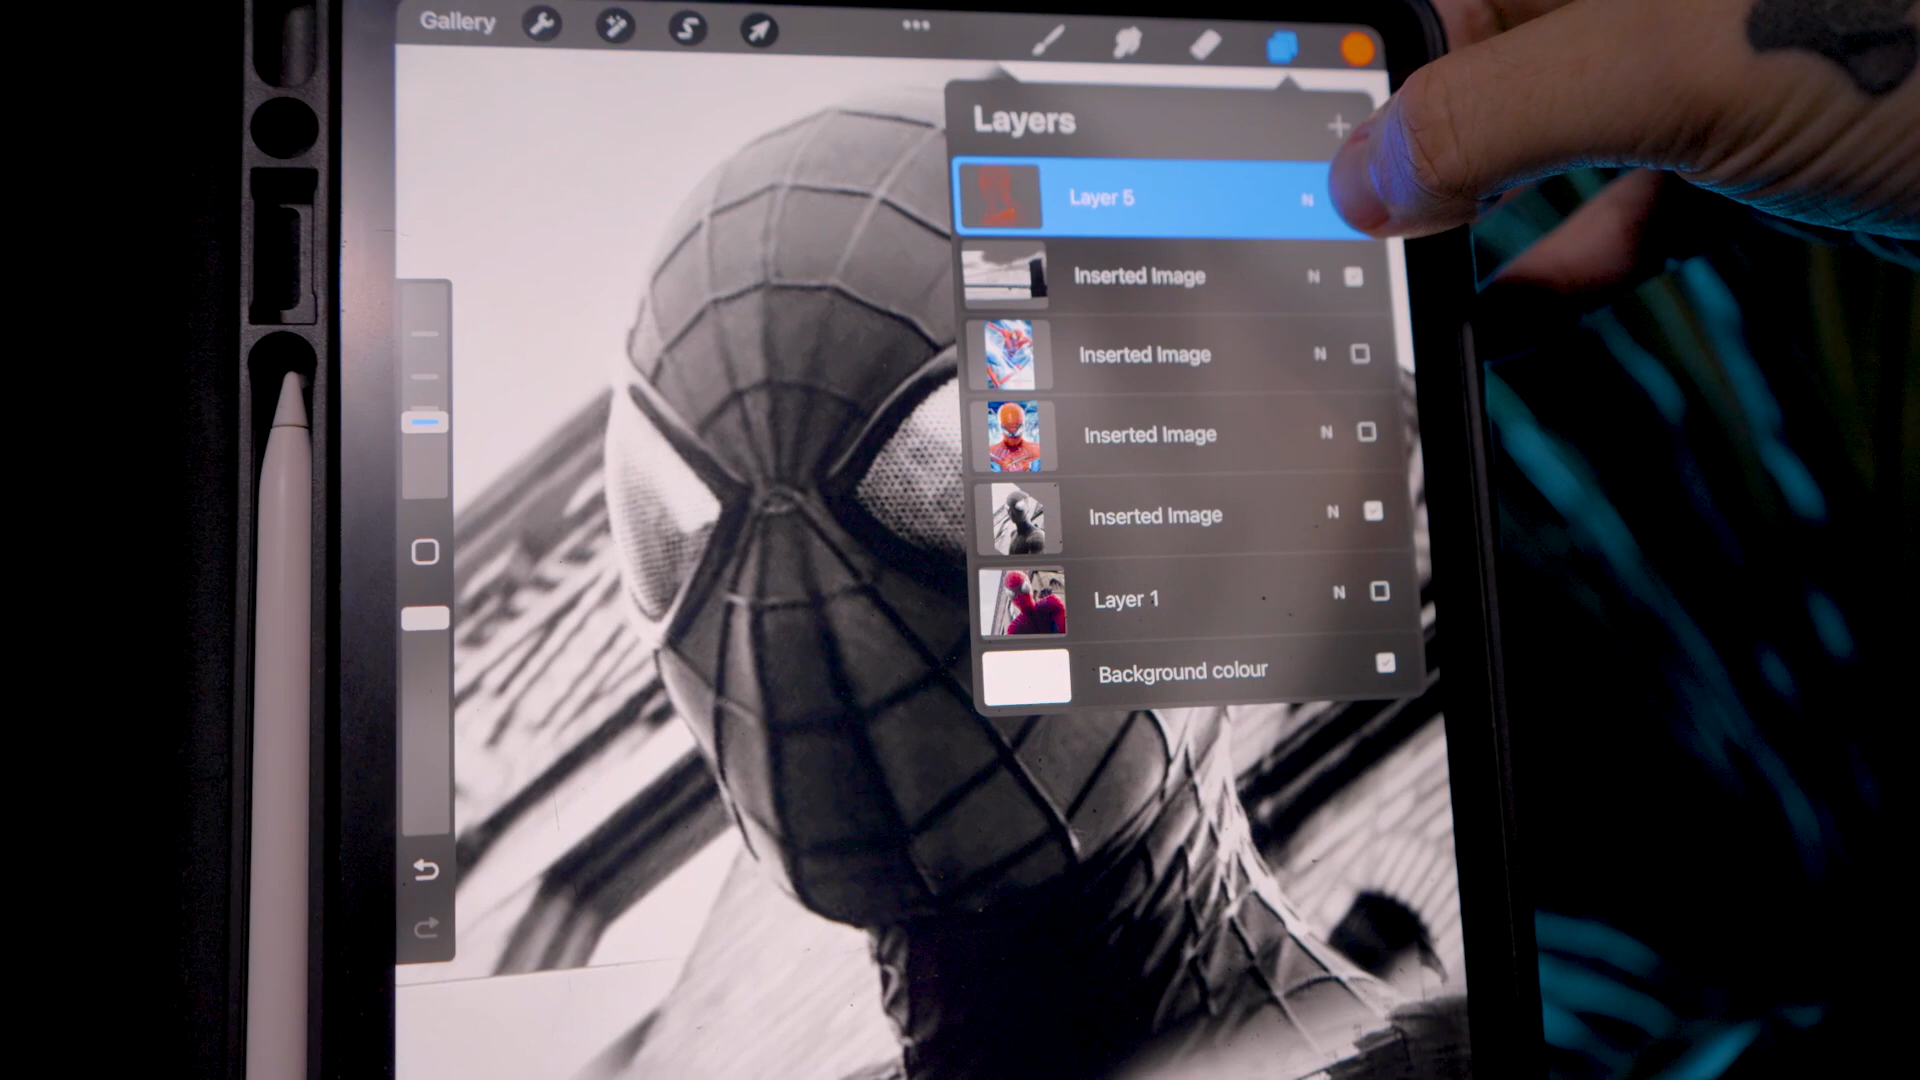 Gallery
Layers
Layer 5 N
Inserted Image N
Inserted Image N
Inserted Image N
Inserted Image N
Layer 1 N
Background colour